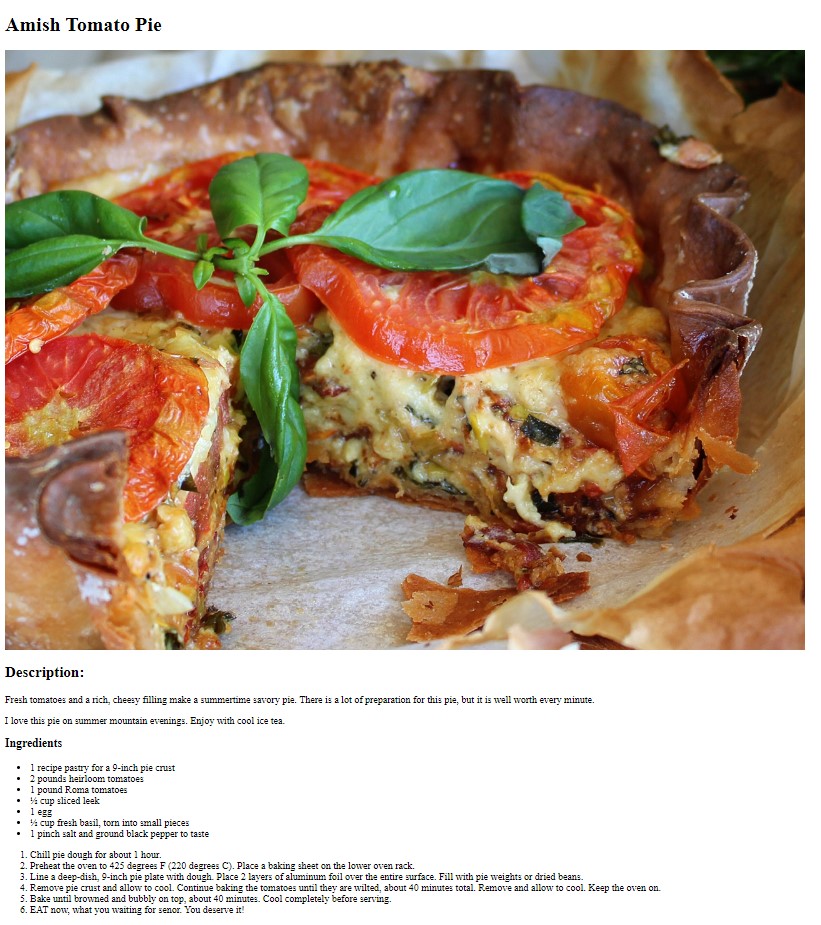 Amish Tomato Pie
Description:
Fresh tomatoes and a rich, cheesy filling make a summertime savory pie. There is a lot of preparation for this pie, but it is well worth every minute.
I love this pie on summer mountain evenings. Enjoy with cool ice tea.
Ingredients
• 1 recipe pastry for a 9-inch pie crust
• 2 pounds heirloom tomatoes
• 1 pound Roma tomatoes
• ½ cup sliced leek
• 1 egg
• ½ cup fresh basil, torn into small pieces
• 1 pinch salt and ground black pepper to taste
1. Chill pie dough for about 1 hour.
2. Preheat the oven to 425 degrees F (220 degrees C). Place a baking sheet on the lower oven rack.
3. Line a deep-dish, 9-inch pie plate with dough. Place 2 layers of aluminum foil over the entire surface. Fill with pie weights or dried beans.
4. Remove pie crust and allow to cool. Continue baking the tomatoes until they are wilted, about 40 minutes total. Remove and allow to cool. Keep the oven on.
5. Bake until browned and bubbly on top, about 40 minutes. Cool completely before serving.
6. EAT now, what you waiting for senor. You deserve it!